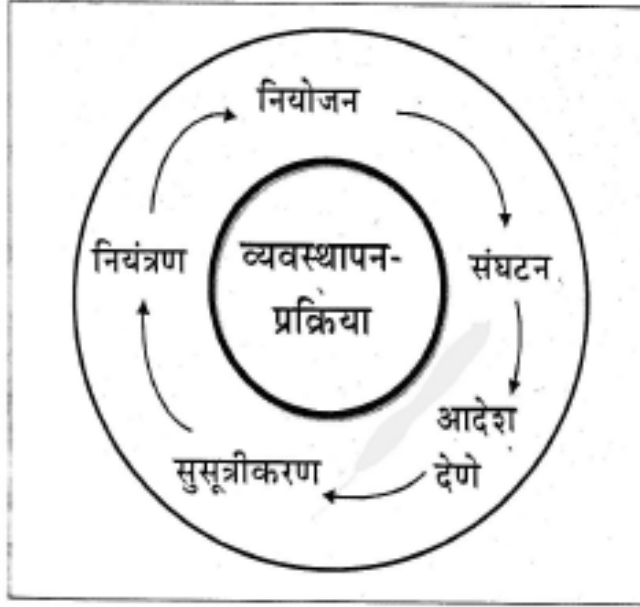 नियोजन
संघटन
आदेश
देणे
सुसूत्रीकरण
नियंत्रण
व्यवस्थापन-
प्रक्रिया